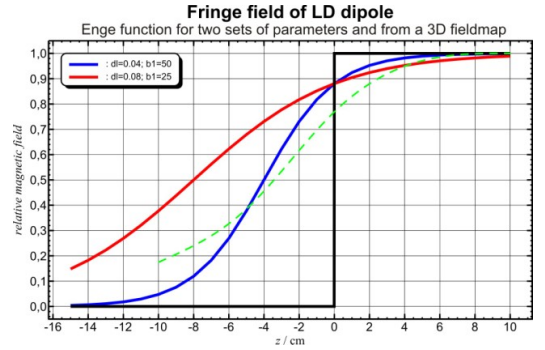 Fringe field of LD dipole
Enge function for two sets of parameters and from a 3D fieldmap
: dl=0.04; b1=50
: dl=0.08; b1=25
relative magnetic field
1,0
0,9
0,8
0,7
0,6
0,5
0,4
0,3
0,2
0,1
0,0
-16 -14 -12 -10 -8 -6 -4 -2 0 2 4 6 8 10
z / cm